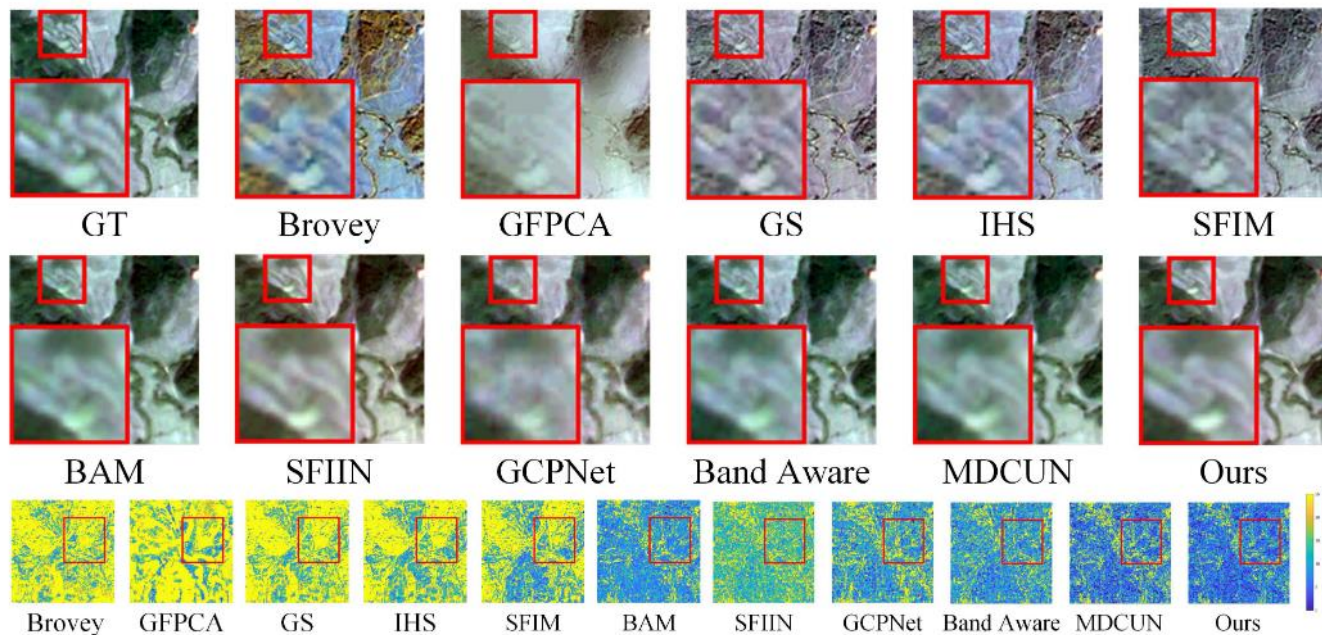 GT Brovey GFPCA GS IHS SFIM
BAM SFIIN GCPNet Band Aware MDCUN Ours
Brovey GFPCA GS IHS SFIM BAM SFIIN GCPNet Band Aware MDCUN Ours